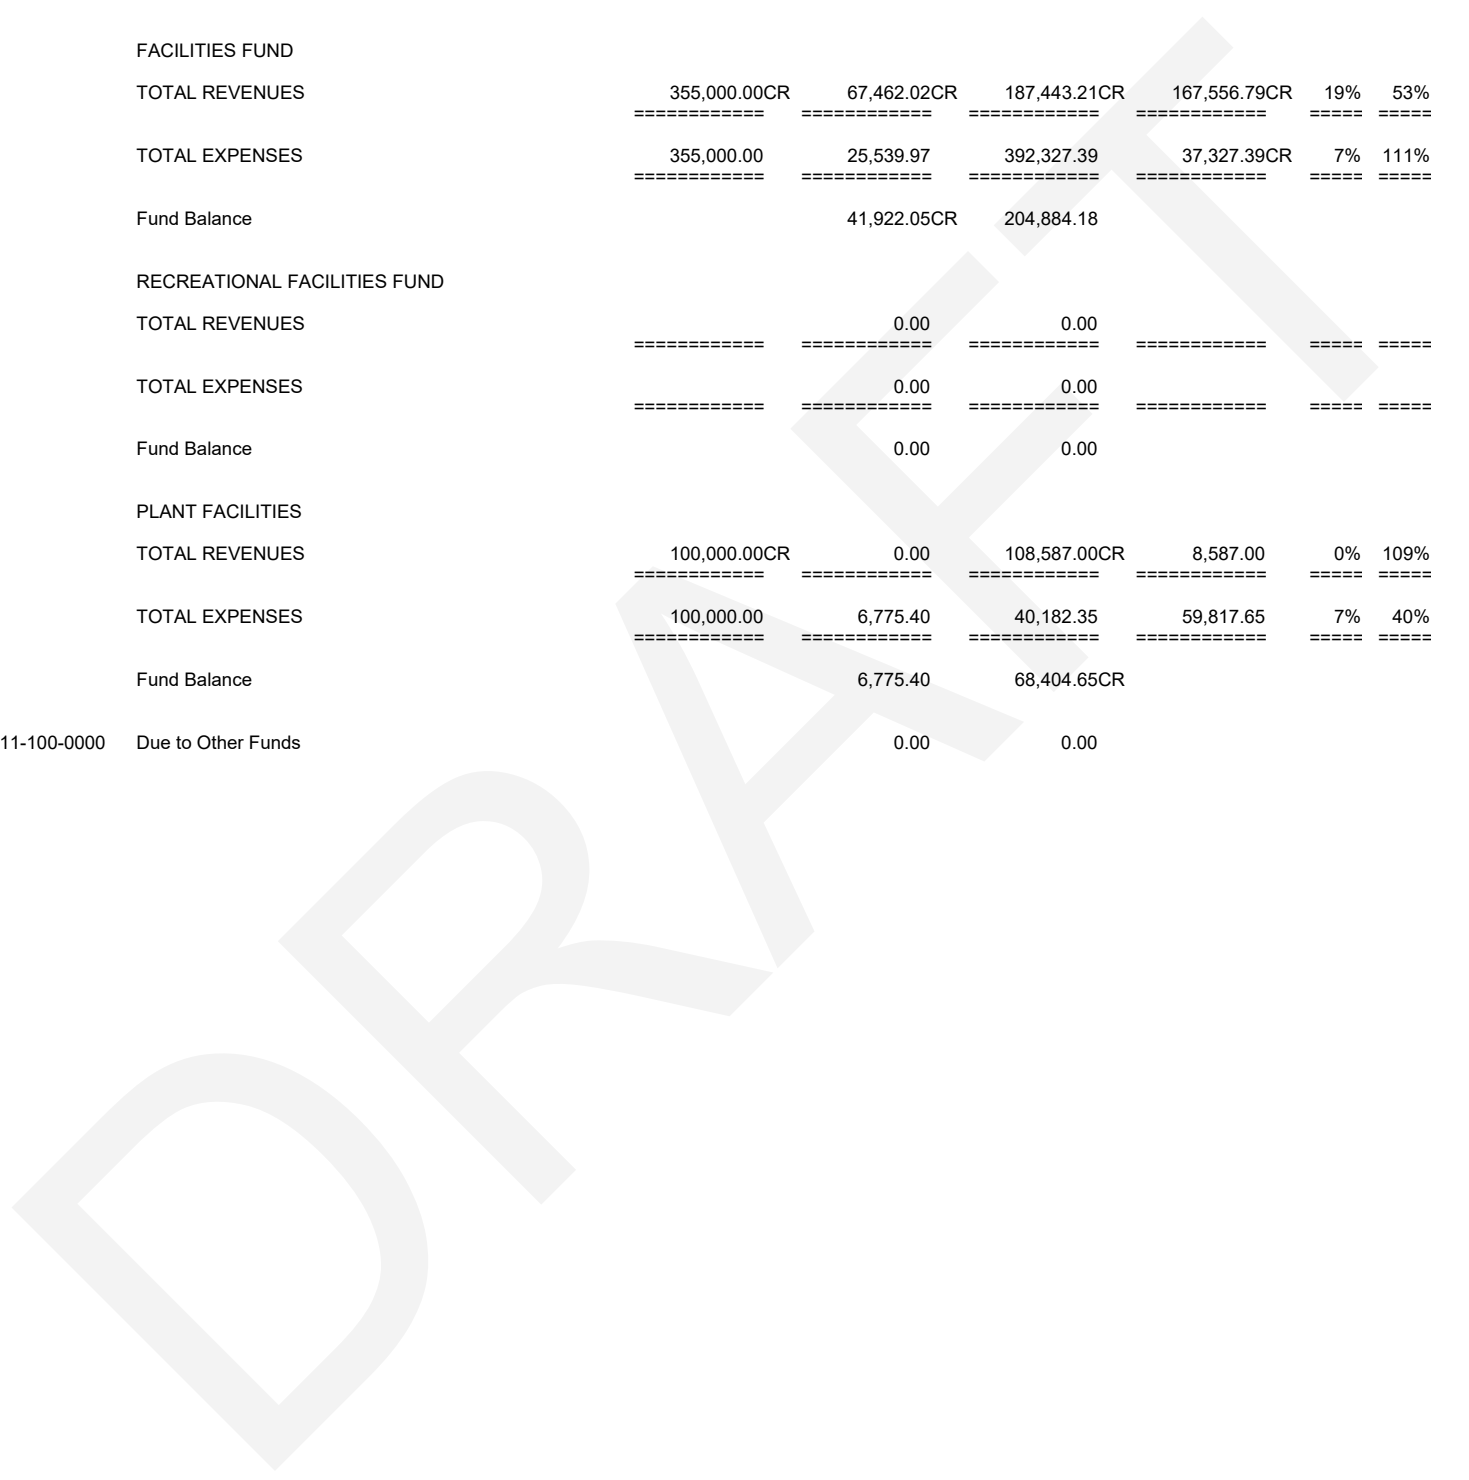 FACILITIES FUND
TOTAL REVENUES 355,000.00CR 67,462.02CR 187,443.21CR 167,556.79CR 19% 53%
============ ============ ============ ============ ===== =====
TOTAL EXPENSES 355,000.00 25,539.97 392,327.39 37,327.39CR 7% 111%
============ ============ ============ ============ ===== =====
Fund Balance 41,922.05CR 204,884.18
RECREATIONAL FACILITIES FUND
TOTAL REVENUES 0.00 0.00
============ ============ ============ ============ ===== =====
TOTAL EXPENSES 0.00 0.00
============ ============ ============ ============ ===== =====
Fund Balance 0.00 0.00
PLANT FACILITIES
TOTAL REVENUES 100,000.00CR 0.00 108,587.00CR 8,587.00 0% 109%
============ ============ ============ ============ ===== =====
TOTAL EXPENSES 100,000.00 6,775.40 40,182.35 59,817.65 7% 40%
============ ============ ============ ============ ===== =====
Fund Balance 6,775.40 68,404.65CR
11-100-0000 Due to Other Funds 0.00 0.00
DRAFT